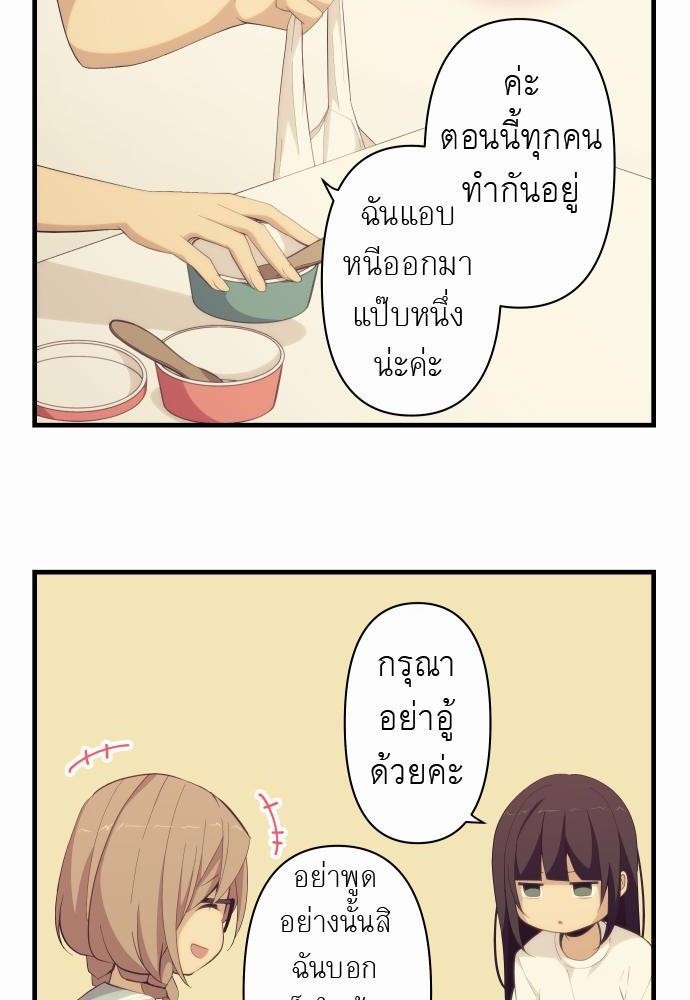 ค่ะ
ตอนนี้ทุกคน
ทำกันอยู่
ฉันแอบ
หนีออกมา
แป๊บหนึ่ง
น่ะค่ะ
กรุณา
อย่าอู้
ด้วยค่ะ
อย่าพูด
อย่างนั้นสิ
ฉันบอก